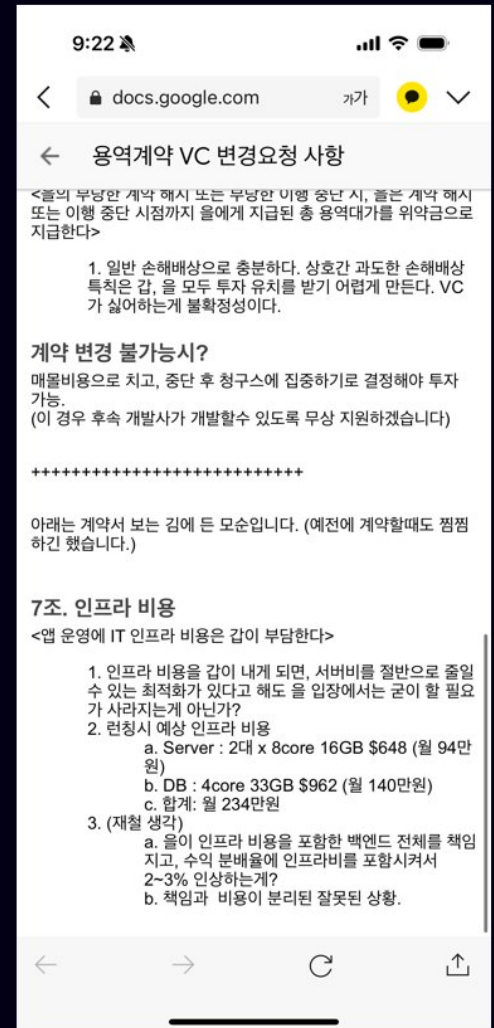 9:22
docs.google.com
가가
용역계약 VC 변경요청 사항
<을의 부당한 계약 해지 또는 부당한 이행 중단 시, 을은 계약 해지
또는 이행 중단 시점까지 을에게 지급된 총 용역대가를 위약금으로
지급한다>
1. 일반 손해배상으로 충분하다. 상호간 과도한 손해배상
특칙은 갑, 을 모두 투자 유치를 받기 어렵게 만든다. VC
가 싫어하는게 불확정성이다.
계약 변경 불가능시?
매몰비용으로 치고, 중단 후 청구스에 집중하기로 결정해야 투자
가능.
(이 경우 후속 개발사가 개발할수 있도록 무상 지원하겠습니다)
+++++++++++++++++++++++++++
아래는 계약서 보는 김에 든 모순입니다. (예전에 계약할때도 찜찜
하긴 했습니다.)
7조. 인프라 비용
<앱 운영에 IT 인프라 비용은 갑이 부담한다>
1. 인프라 비용을 갑이 내게 되면, 서버비를 절반으로 줄일
수 있는 최적화가 있다고 해도 을 입장에서는 굳이 할 필요
가 사라지는게 아닌가?
2. 런칭시 예상 인프라 비용
a. Server : 2대 x 8core 16GB $648 (월 94만
원)
b. DB : 4core 33GB $962 (월 140만원)
c. 합계: 월 234만원
3. (재철 생각)
a. 을이 인프라 비용을 포함한 백엔드 전체를 책임
지고, 수익 분배율에 인프라비를 포함시켜서
2~3% 인상하는게?
b. 책임과 비용이 분리된 잘못된 상황.